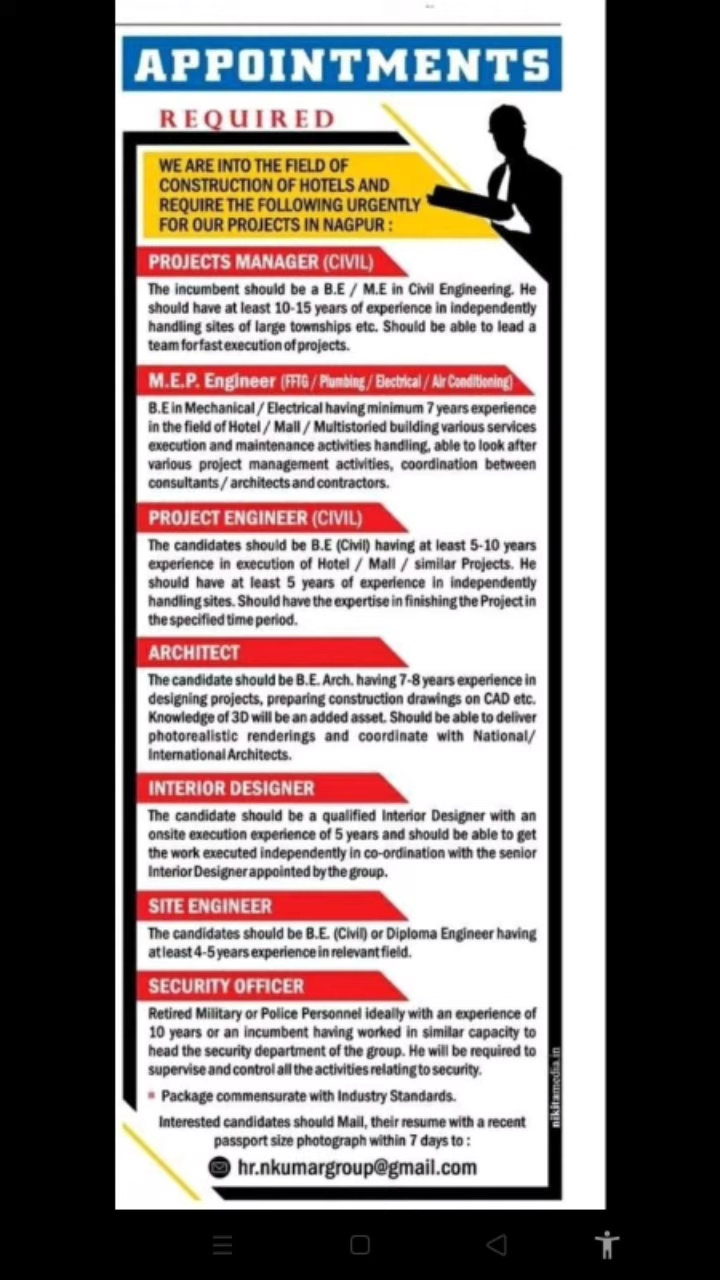 APPOINTMENTS
REQUIRED
WE ARE INTO THE FIELD OF
CONSTRUCTION OF HOTELS AND
REQUIRE THE FOLLOWING URGENTLY
FOR OUR PROJECTS IN NAGPUR :
PROJECTS MANAGER (CIVIL)
The incumbent should be a B.E / M.E in Civil Engineering. He
should have at least 10-15 years of experience in independently
handling sites of large townships etc. Should be able to lead a
team for fast execution of projects.
M.E.P. Engineer (FFTG / Plumbing / Electrical / Air Conditioning)
B.E in Mechanical / Electrical having minimum 7 years experience
in the field of Hotel / Mall / Multistoried building various services
execution and maintenance activities handling, able to look after
various project management activities, coordination between
consultants / architects and contractors.
PROJECT ENGINEER (CIVIL)
The candidates should be B.E (Civil) having at least 5-10 years
experience in execution of Hotel / Mall / similar Projects. He
should have at least 5 years of experience in independently
handling sites. Should have the expertise in finishing the Project in
the specified time period.
ARCHITECT
The candidate should be B.E. Arch. having 7-8 years experience in
designing projects, preparing construction drawings on CAD etc.
Knowledge of 3D will be an added asset. Should be able to deliver
photorealistic renderings and coordinate with National/
International Architects.
INTERIOR DESIGNER
The candidate should be a qualified Interior Designer with an
onsite execution experience of 5 years and should be able to get
the work executed independently in co-ordination with the senior
Interior Designer appointed by the group.
SITE ENGINEER
The candidates should be B.E. (Civil) or Diploma Engineer having
at least 4-5 years experience in relevant field.
SECURITY OFFICER
Retired Military or Police Personnel ideally with an experience of
10 years or an incumbent having worked in similar capacity to
head the security department of the group. He will be required to
supervise and control all the activities relating to security.
Package commensurate with Industry Standards.
Interested candidates should Mail, their resume with a recent
passport size photograph within 7 days to :
hr.nkumargroup@gmail.com
nikitamedia.in